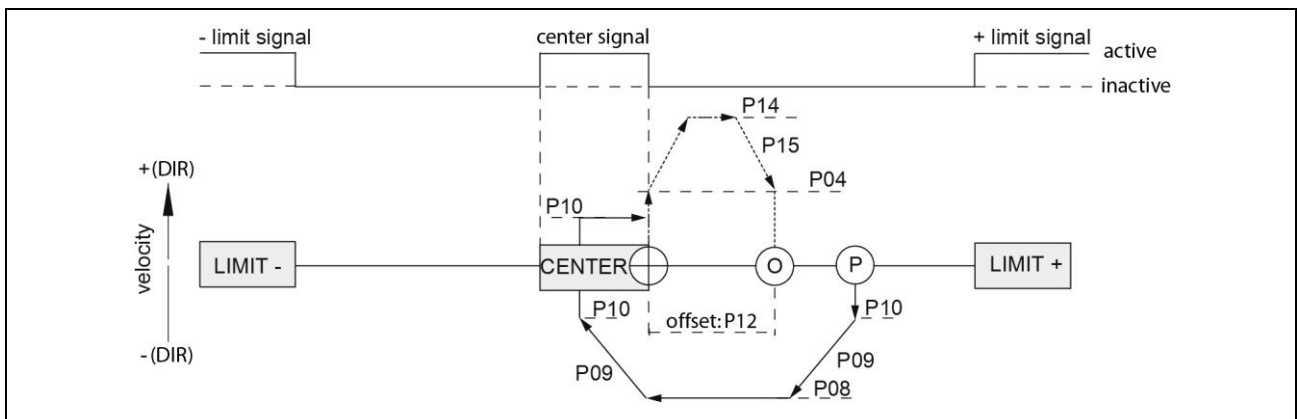 - limit signal
center signal
+ limit signal
active
inactive
P14
P15
+(DIR)
P04
P10
velocity
LIMIT -
CENTER
O
P
LIMIT +
P10
offset:P12
P10
-(DIR)
P09
P09
P08